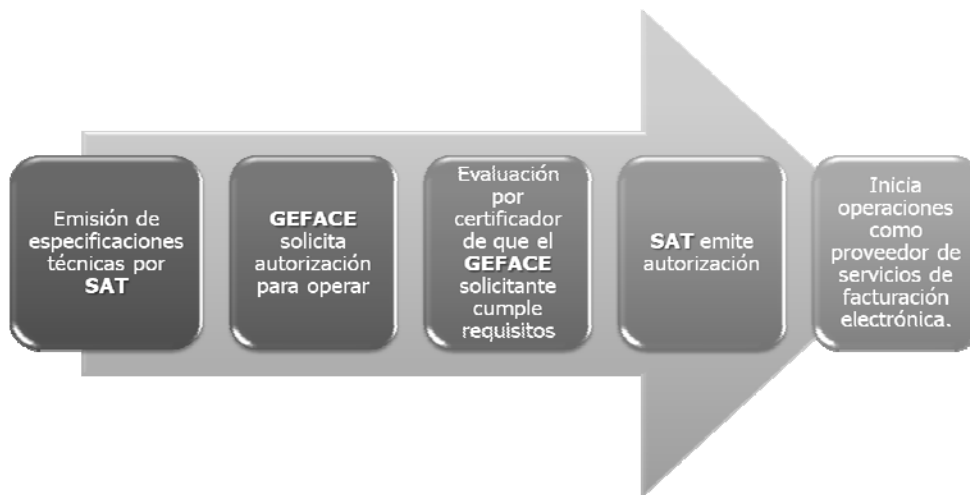 Emisión de
especificaciones
técnicas por
SAT
GEFACE
solicita
autorización
para operar
Evaluación
por
certificador
de que el
GEFACE
solicitante
cumple
requisitos
SAT emite
autorización
Inicia
operaciones
como
proveedor de
servicios de
facturación
electrónica.